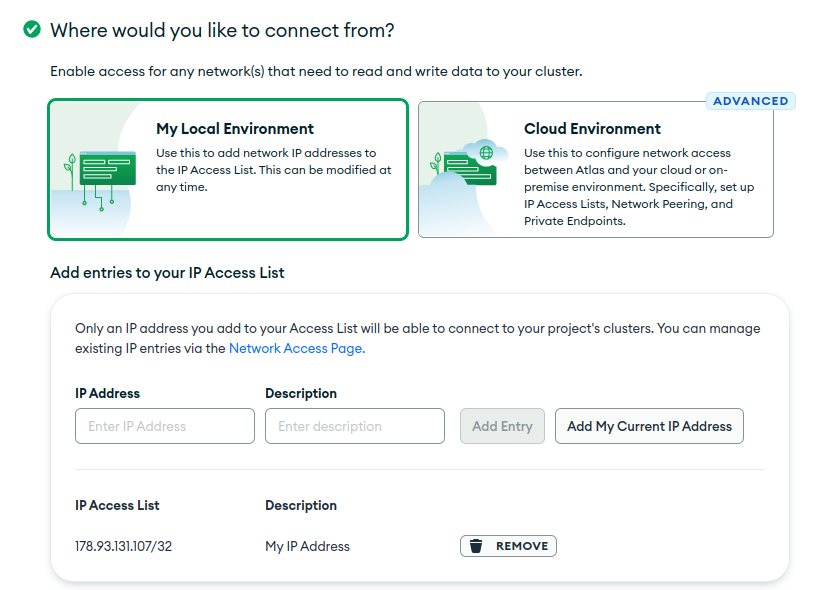 Where would you like to connect from?
Enable access for any network(s) that need to read and write data to your cluster.
My Local Environment
Use this to add network IP addresses to
the IP Access List. This can be modified at
any time.
ADVANCED
Cloud Environment
Use this to configure network access
between Atlas and your cloud or on-
premise environment. Specifically, set up
IP Access Lists, Network Peering, and
Private Endpoints.
Add entries to your IP Access List
Only an IP address you add to your Access List will be able to connect to your project's clusters. You can manage
existing IP entries via the Network Access Page.
IP Address Description
Enter IP Address Enter description Add Entry Add My Current IP Address
IP Access List Description
178.93.131.107/32 My IP Address REMOVE